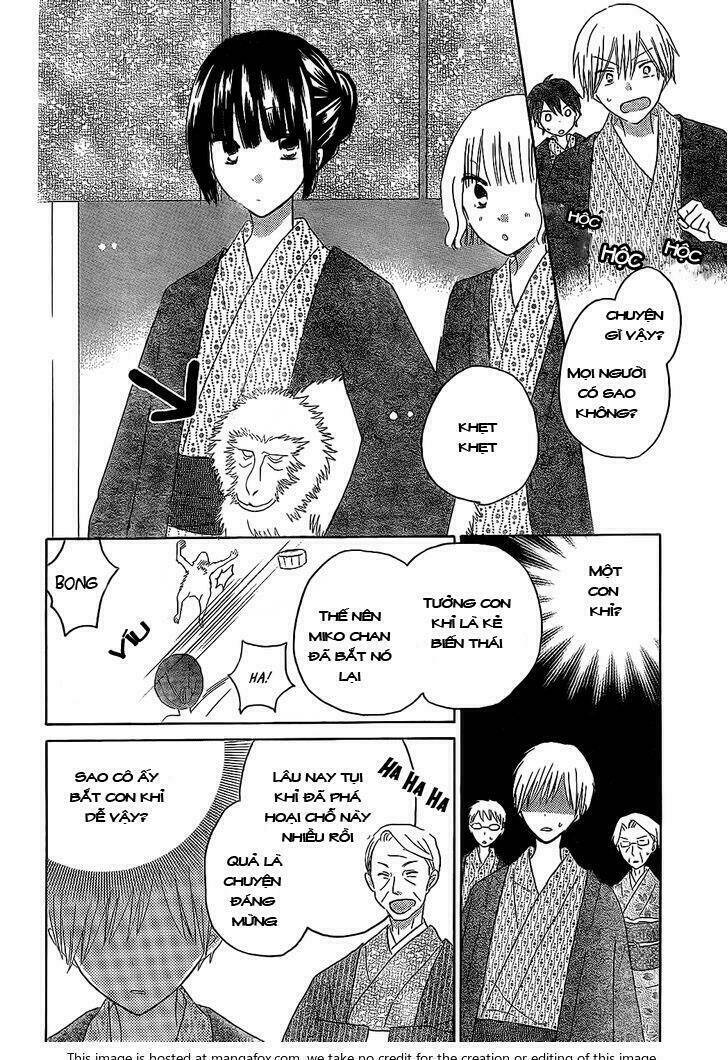 HỘC
HỘC
HỘC
CHUYỆN
GÌ VẬY?
MỌI NGƯỜI
CÓ SAO
KHÔNG?
KHẸT
KHẸT
MỘT
CON
KHỈ?
TƯỞNG CON
KHỈ LÀ KẺ
BIẾN THÁI
THẾ NÊN
MIKO CHAN
ĐÃ BẮT NÓ
LẠI
HA!
VÍU
BONG
HA HA HA
LÂU NAY TỤI
KHỈ ĐÃ PHÁ
HOẠI CHỖ NÀY
NHIỀU RỒI
QUẢ LÀ
CHUYỆN
ĐÁNG
MỪNG
SAO CÔ ẤY
BẮT CON KHỈ
DỄ VẬY?
This image is hosted at mangafox.com. we take no credit for the creation or editing of this image.